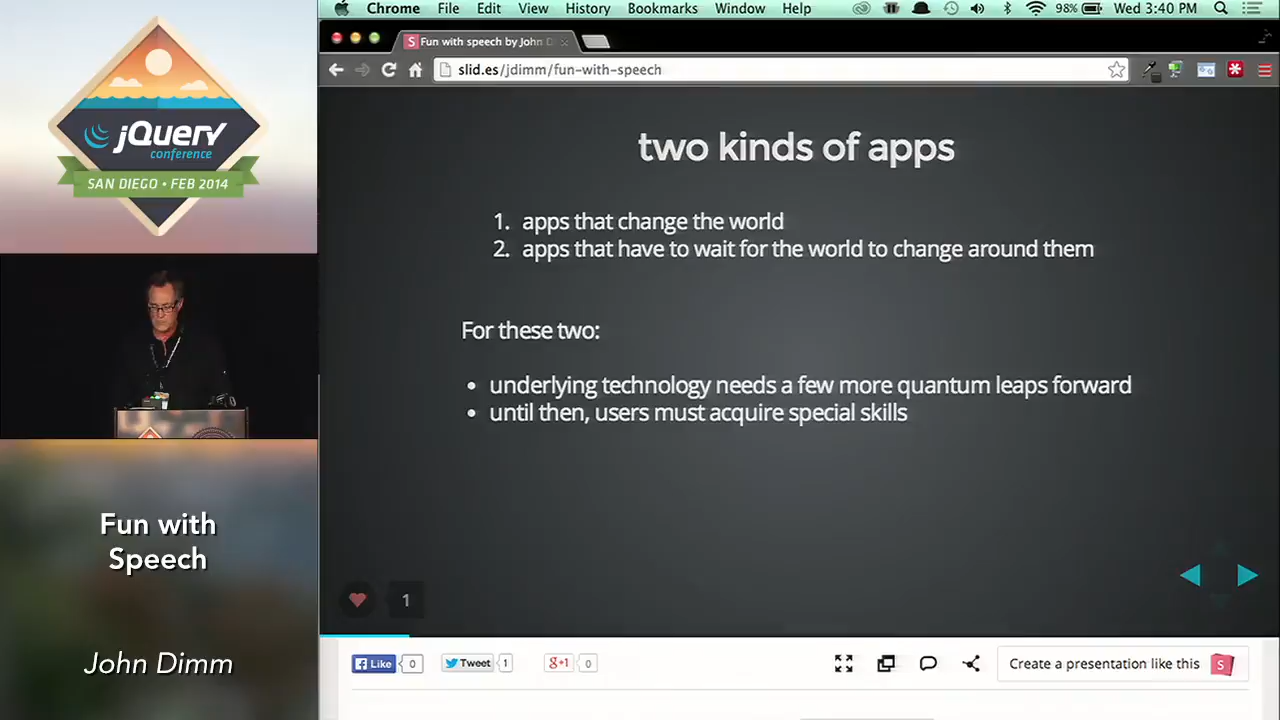 Chrome File Edit View History Bookmarks Window Help 98% Wed 3:40 PM
S Fun with speech by John D
slid.es/jdimm/fun-with-speech
jQuery
conference
SAN DIEGO • FEB 2014
two kinds of apps
1. apps that change the world
2. apps that have to wait for the world to change around them
For these two:
• underlying technology needs a few more quantum leaps forward
• until then, users must acquire special skills
1
Fun with
Speech
John Dimm
Like 0 Tweet 1 g+1 0 Create a presentation like this S